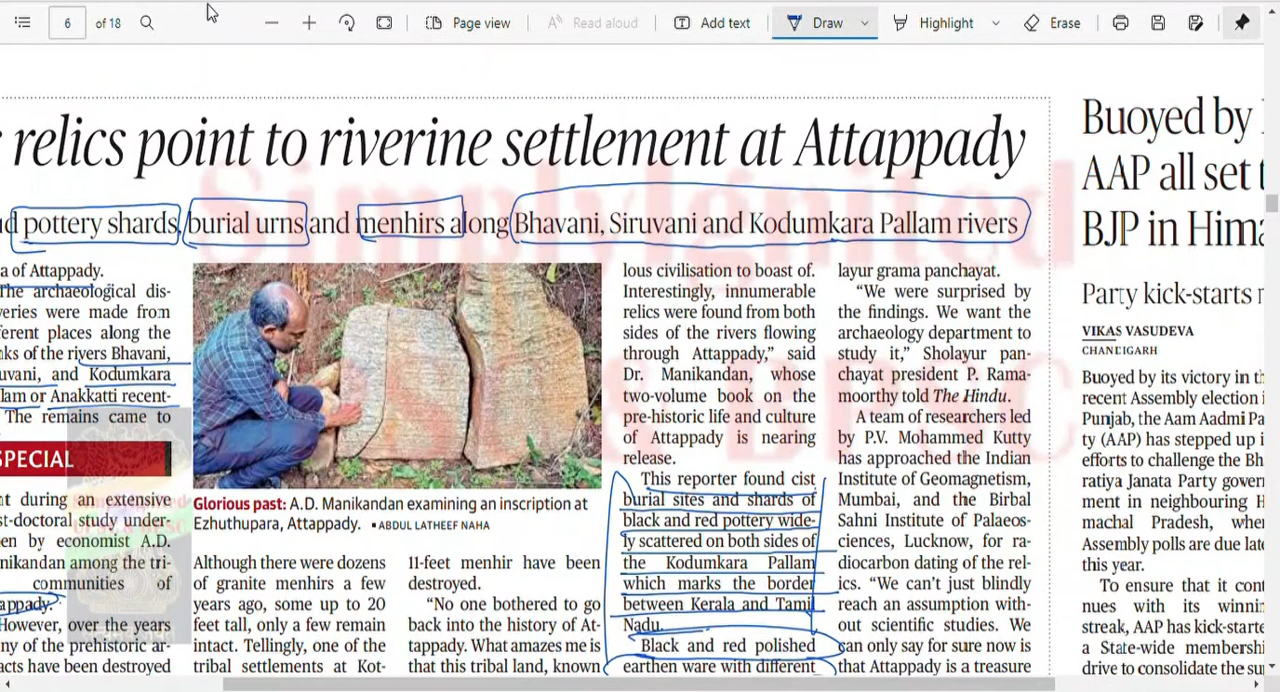 6 of 18
Page view
Read aloud
Add text
Draw
Highlight
Erase
relics point to riverine settlement at Attappady
pottery shards, burial urns and menhirs along Bhavani, Siruvani and Kodumkara Pallam rivers
a of Attappady.
The archaeological dis-
veries were made from
ferent places along the
nks of the rivers Bhavani,
uvani, and Kodumkara
lam or Anakkatti recent-
The remains came to
SPECIAL
nt during an extensive
st-doctoral study under-
en by economist A.D.
nikandan among the tri-
communities of
appady.
However, over the years
ny of the prehistoric ar-
acts have been destroyed
Glorious past: A.D. Manikandan examining an inscription at
Ezhuthupara, Attappady. ▪ ABDUL LATHEEF NAHA
Although there were dozens
of granite menhirs a few
years ago, some up to 20
feet tall, only a few remain
intact. Tellingly, one of the
tribal settlements at Kot-
11-feet menhir have been
destroyed.
“No one bothered to go
back into the history of At-
tappady. What amazes me is
that this tribal land, known
lous civilisation to boast of.
Interestingly, innumerable
relics were found from both
sides of the rivers flowing
through Attappady,” said
Dr. Manikandan, whose
two-volume book on the
pre-historic life and culture
of Attappady is nearing
release.
This reporter found cist
burial sites and shards of
black and red pottery wide-
ly scattered on both sides of
the Kodumkara Pallam
which marks the border
between Kerala and Tamil
Nadu.
Black and red polished
earthen ware with different
layur grama panchayat.
“We were surprised by
the findings. We want the
archaeology department to
study it,” Sholayur pan-
chayat president P. Rama-
moorthy told The Hindu.
A team of researchers led
by P.V. Mohammed Kutty
has approached the Indian
Institute of Geomagnetism,
Mumbai, and the Birbal
Sahni Institute of Palaeos-
ciences, Lucknow, for ra-
diocarbon dating of the rel-
ics. “We can’t just blindly
reach an assumption with-
out scientific studies. We
can only say for sure now is
that Attappady is a treasure
Buoyed by
AAP all set t
BJP in Hima
Party kick-starts
VIKAS VASUDEVA
CHANDIGARH
Buoyed by its victory in th
recent Assembly election i
Punjab, the Aam Aadmi Pa
ty (AAP) has stepped up i
efforts to challenge the Bh
ratiya Janata Party gover
ment in neighbouring H
machal Pradesh, whe
Assembly polls are due late
this year.
To ensure that it cont
nues with its winnin
streak, AAP has kick-starte
a State-wide membershi
drive to consolidate the su
SimplyIgnited